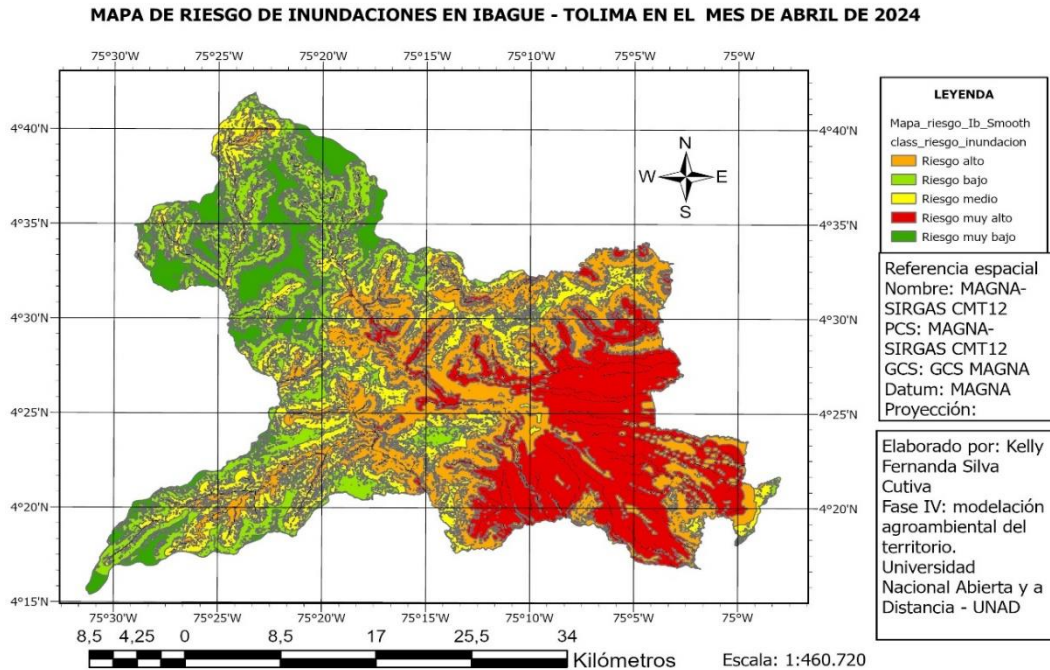 MAPA DE RIESGO DE INUNDACIONES EN IBAGUE - TOLIMA EN EL MES DE ABRIL DE 2024
75°30'W 75°25'W 75°20'W 75°15'W 75°10'W 75°5'W 75°W
4°40'N 4°40'N
4°35'N 4°35'N
4°30'N 4°30'N
4°25'N 4°25'N
4°20'N 4°20'N
4°15'N 4°15'N
N
W E
S
75°30'W 75°25'W 75°20'W 75°15'W 75°10'W 75°5'W 75°W
8,5 4,25 0 8,5 17 25,5 34
Kilómetros
Escala: 1:460.720
LEYENDA
Mapa_riesgo_Ib_Smooth
class_riesgo_inundacion
Riesgo alto
Riesgo bajo
Riesgo medio
Riesgo muy alto
Riesgo muy bajo
Referencia espacial
Nombre: MAGNA-
SIRGAS CMT12
PCS: MAGNA-
SIRGAS CMT12
GCS: GCS MAGNA
Datum: MAGNA
Proyección:
Elaborado por: Kelly
Fernanda Silva
Cutiva
Fase IV: modelación
agroambiental del
territorio.
Universidad
Nacional Abierta y a
Distancia - UNAD